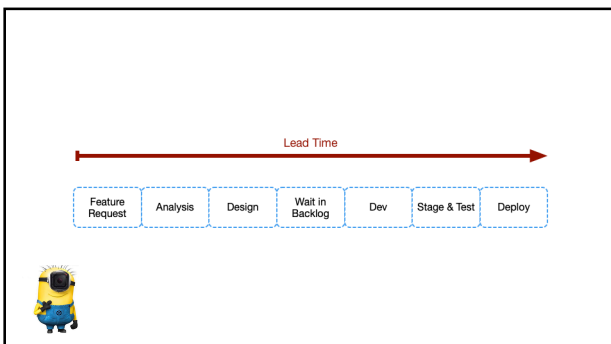 Lead Time
Feature
Request
Analysis
Design
Wait in
Backlog
Dev
Stage & Test
Deploy